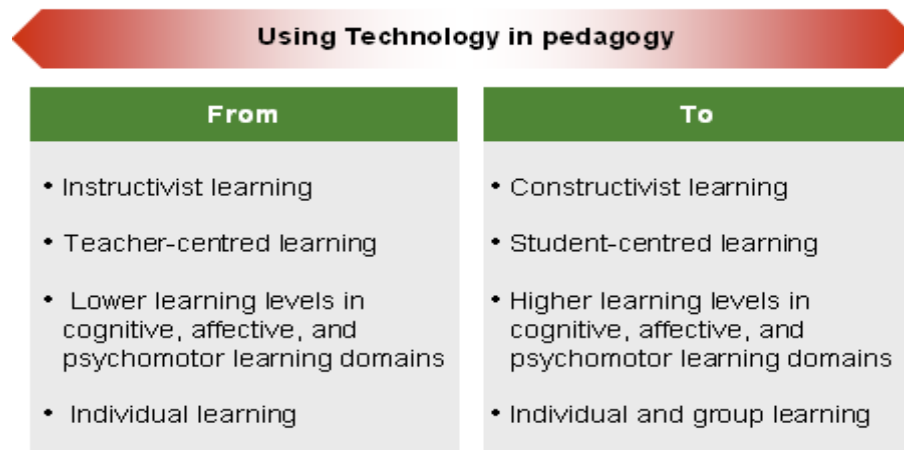 Using Technology in pedagogy
From
• Instructivist learning
• Teacher-centred learning
• Lower learning levels in
cognitive, affective, and
psychomotor learning domains
• Individual learning
To
• Constructivist learning
• Student-centred learning
• Higher learning levels in
cognitive, affective, and
psychomotor learning domains
• Individual and group learning